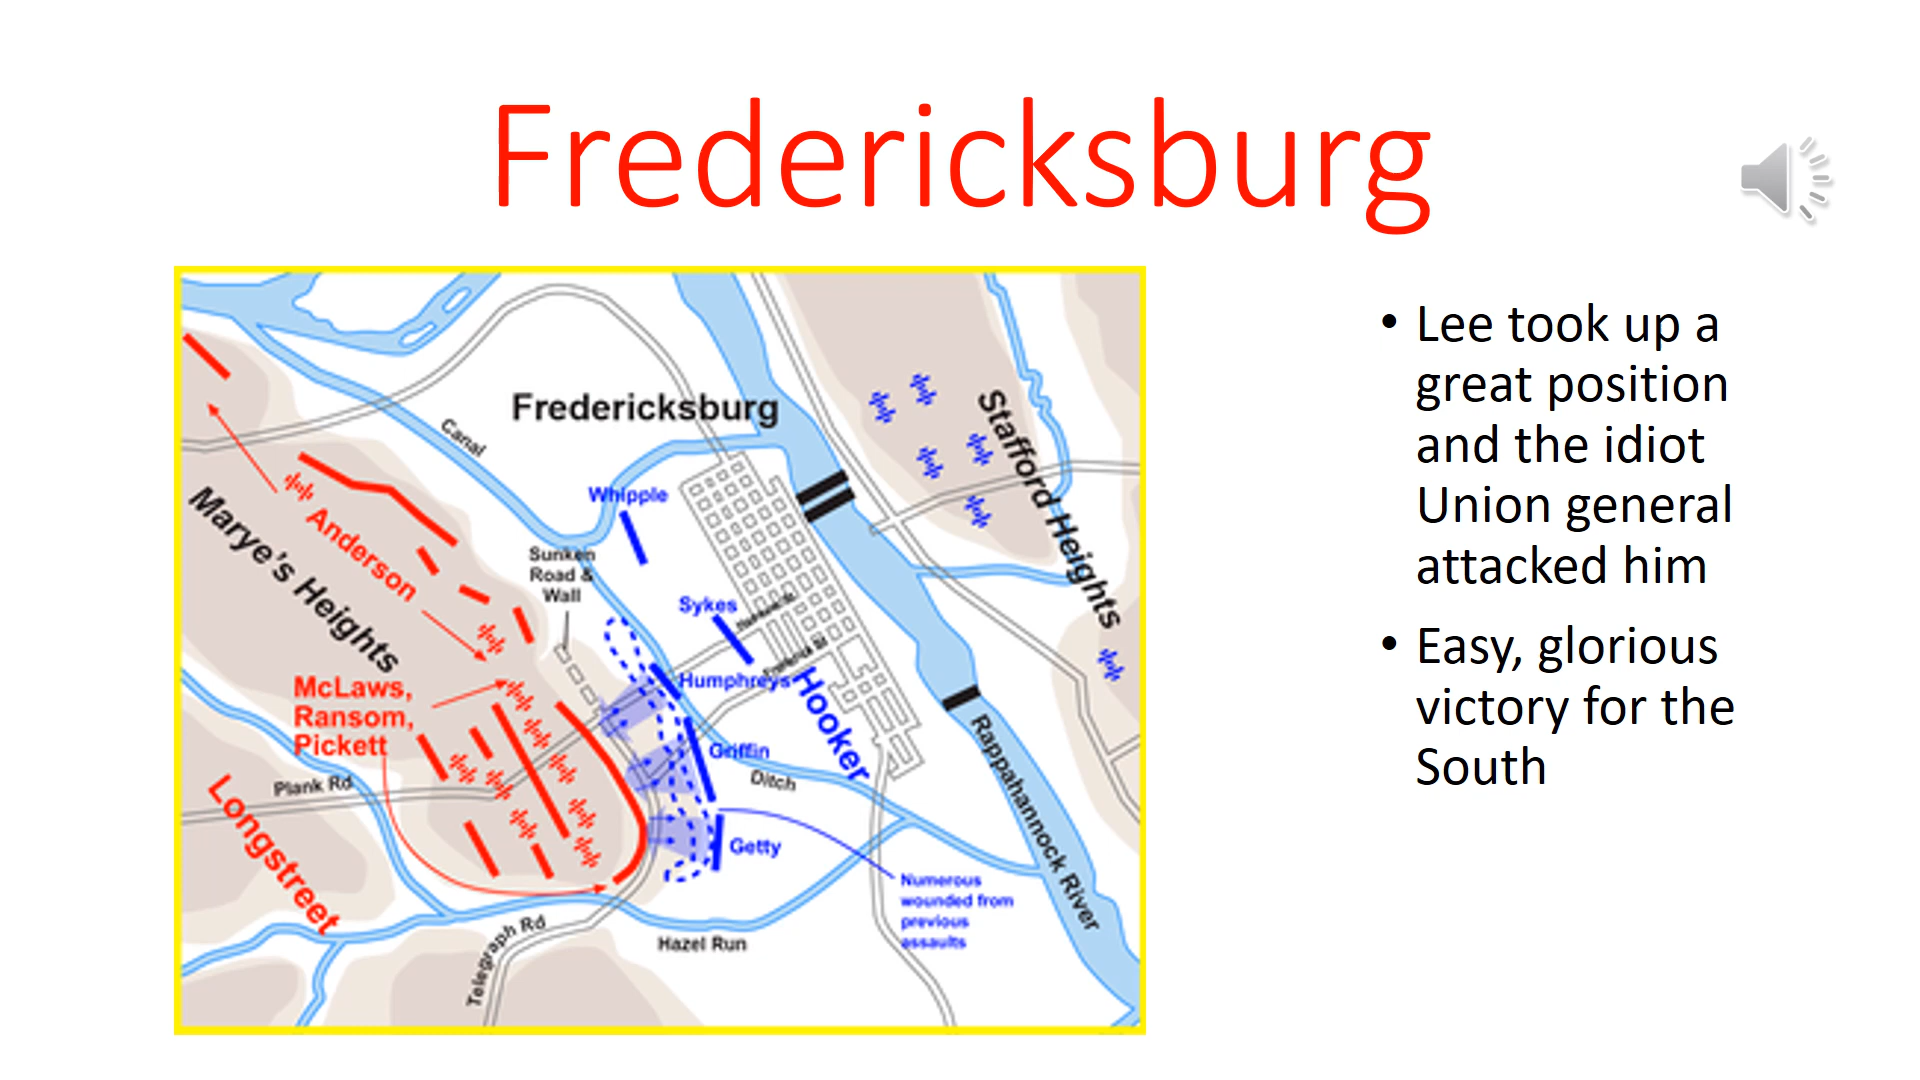 Fredericksburg
Fredericksburg
Canal
Stafford Heights
Whipple
Marye's Heights
Anderson
Sunken
Road &
Wall
Sykes
Humphreys
Hooker
McLaws,
Ransom,
Pickett
Griffin
Ditch
Plank Rd
Longstreet
Getty
Rappahannock River
Numerous
wounded from
previous
assaults
Telegraph Rd
Hazel Run
• Lee took up a
great position
and the idiot
Union general
attacked him
• Easy, glorious
victory for the
South